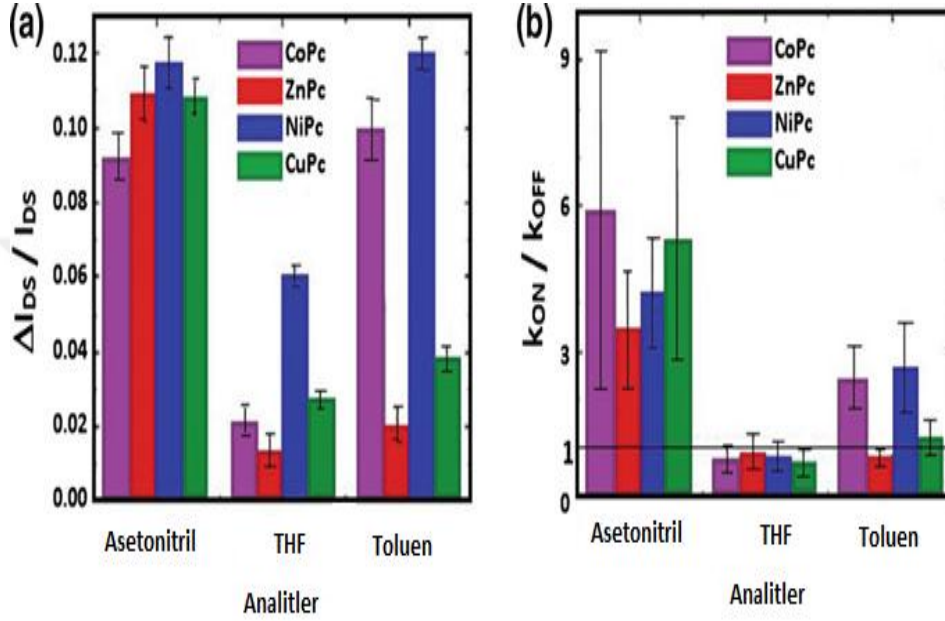 (a)
CoPc
ZnPc
NiPc
CuPc
ΔIDS / IDS
0.12
0.10
0.08
0.06
0.04
0.02
0.00
Asetonitril THF Toluen
Analitler
(b)
CoPc
ZnPc
NiPc
CuPc
kON / kOFF
9
6
3
1
0
Asetonitril THF Toluen
Analitler